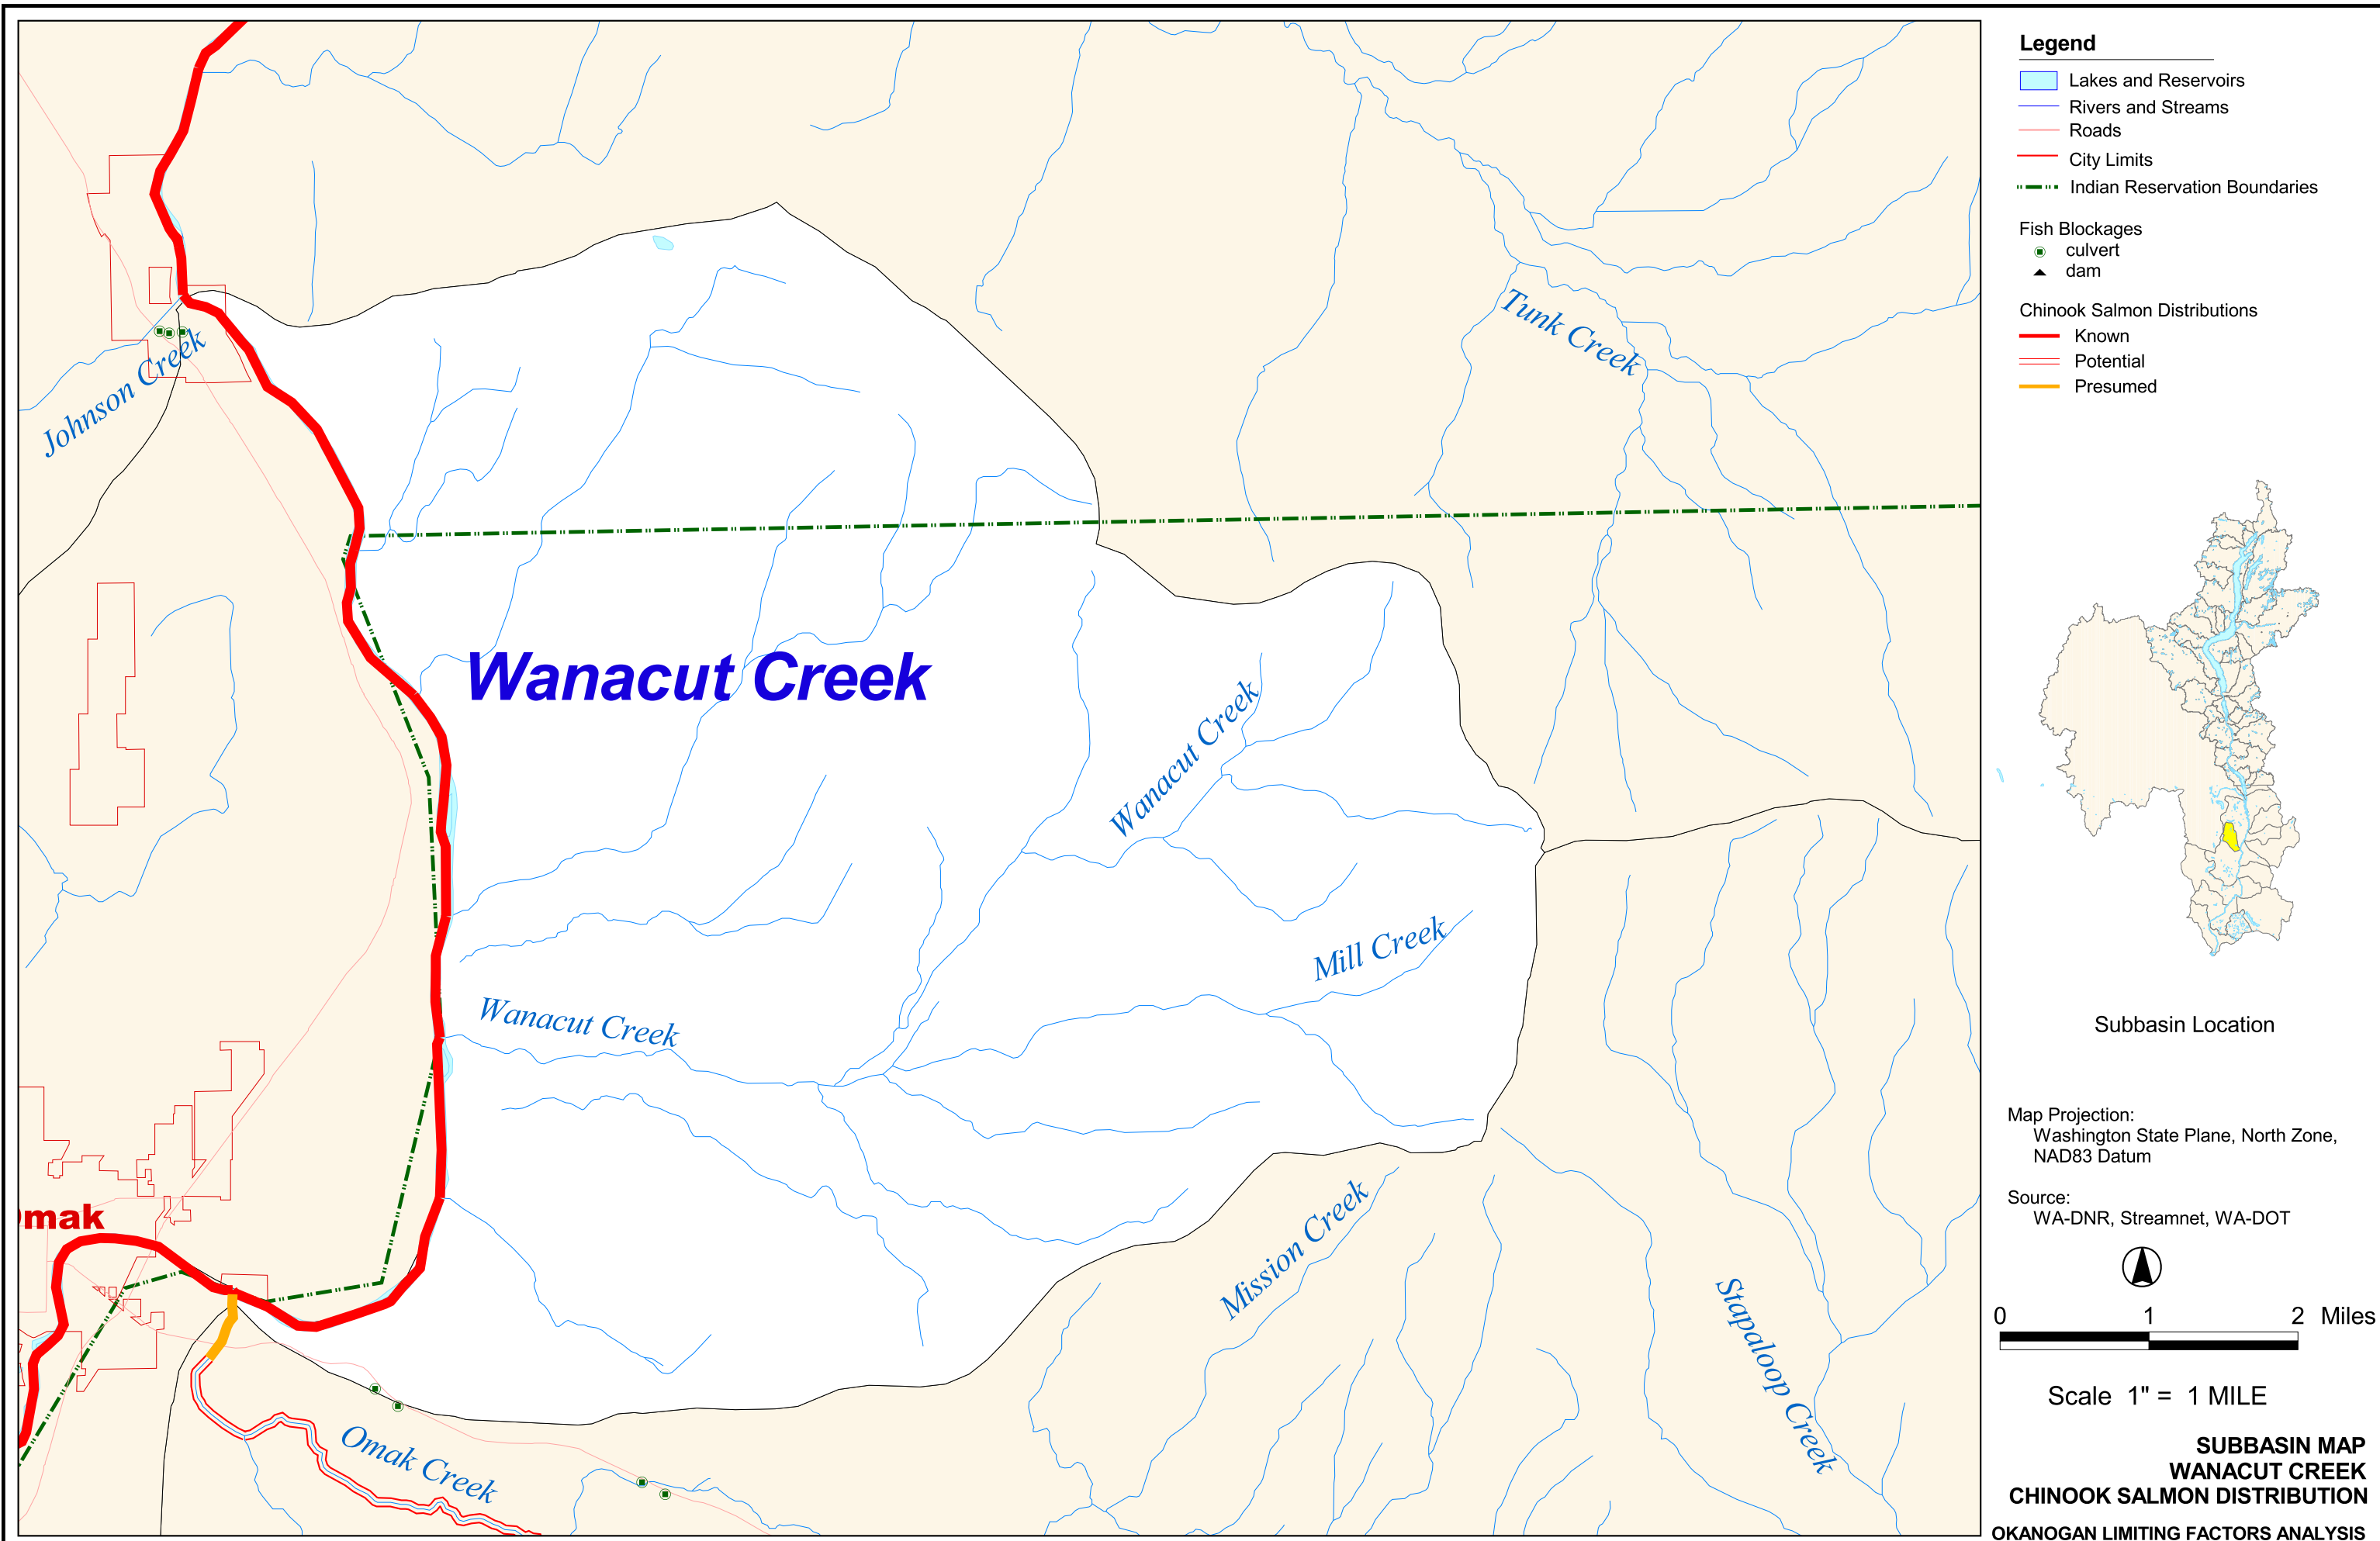 Legend
Lakes and Reservoirs
Rivers and Streams
Roads
City Limits
Indian Reservation Boundaries
Fish Blockages
culvert
dam
Chinook Salmon Distributions
Known
Potential
Presumed
Tunk Creek
Johnson Creek
Wanacut Creek
Wanacut Creek
Mill Creek
Wanacut Creek
Mission Creek
Stapaloop Creek
mak
Omak Creek
Subbasin Location
Map Projection:
Washington State Plane, North Zone,
NAD83 Datum
Source:
WA-DNR, Streamnet, WA-DOT
0 1 2 Miles
Scale 1" = 1 MILE
SUBBASIN MAP
WANACUT CREEK
CHINOOK SALMON DISTRIBUTION
OKANOGAN LIMITING FACTORS ANALYSIS